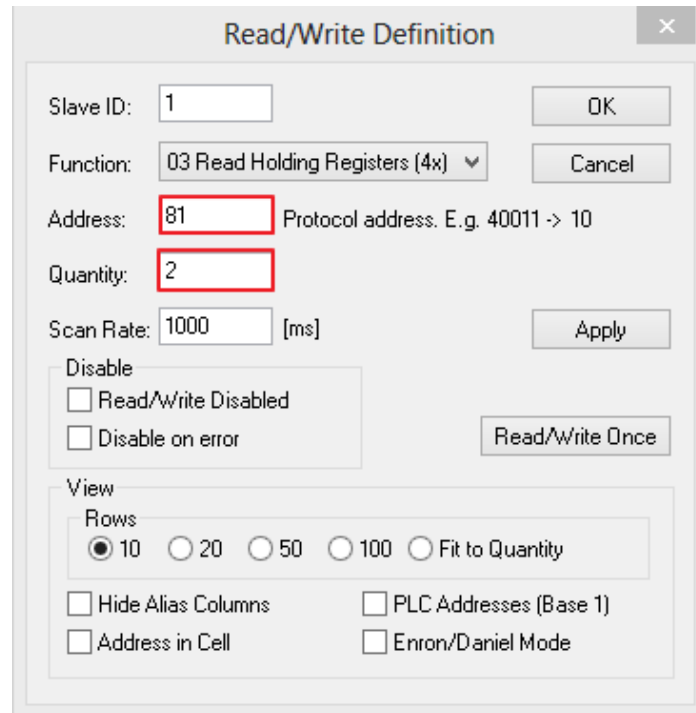 Read/Write Definition
Slave ID: 1 OK
Function: 03 Read Holding Registers (4x) Cancel
Address: 81 Protocol address. E.g. 40011 -> 10
Quantity: 2
Scan Rate: 1000 [ms] Apply
Disable
Read/Write Disabled
Disable on error
Read/Write Once
View
Rows
10 20 50 100 Fit to Quantity
Hide Alias Columns PLC Addresses (Base 1)
Address in Cell Enron/Daniel Mode